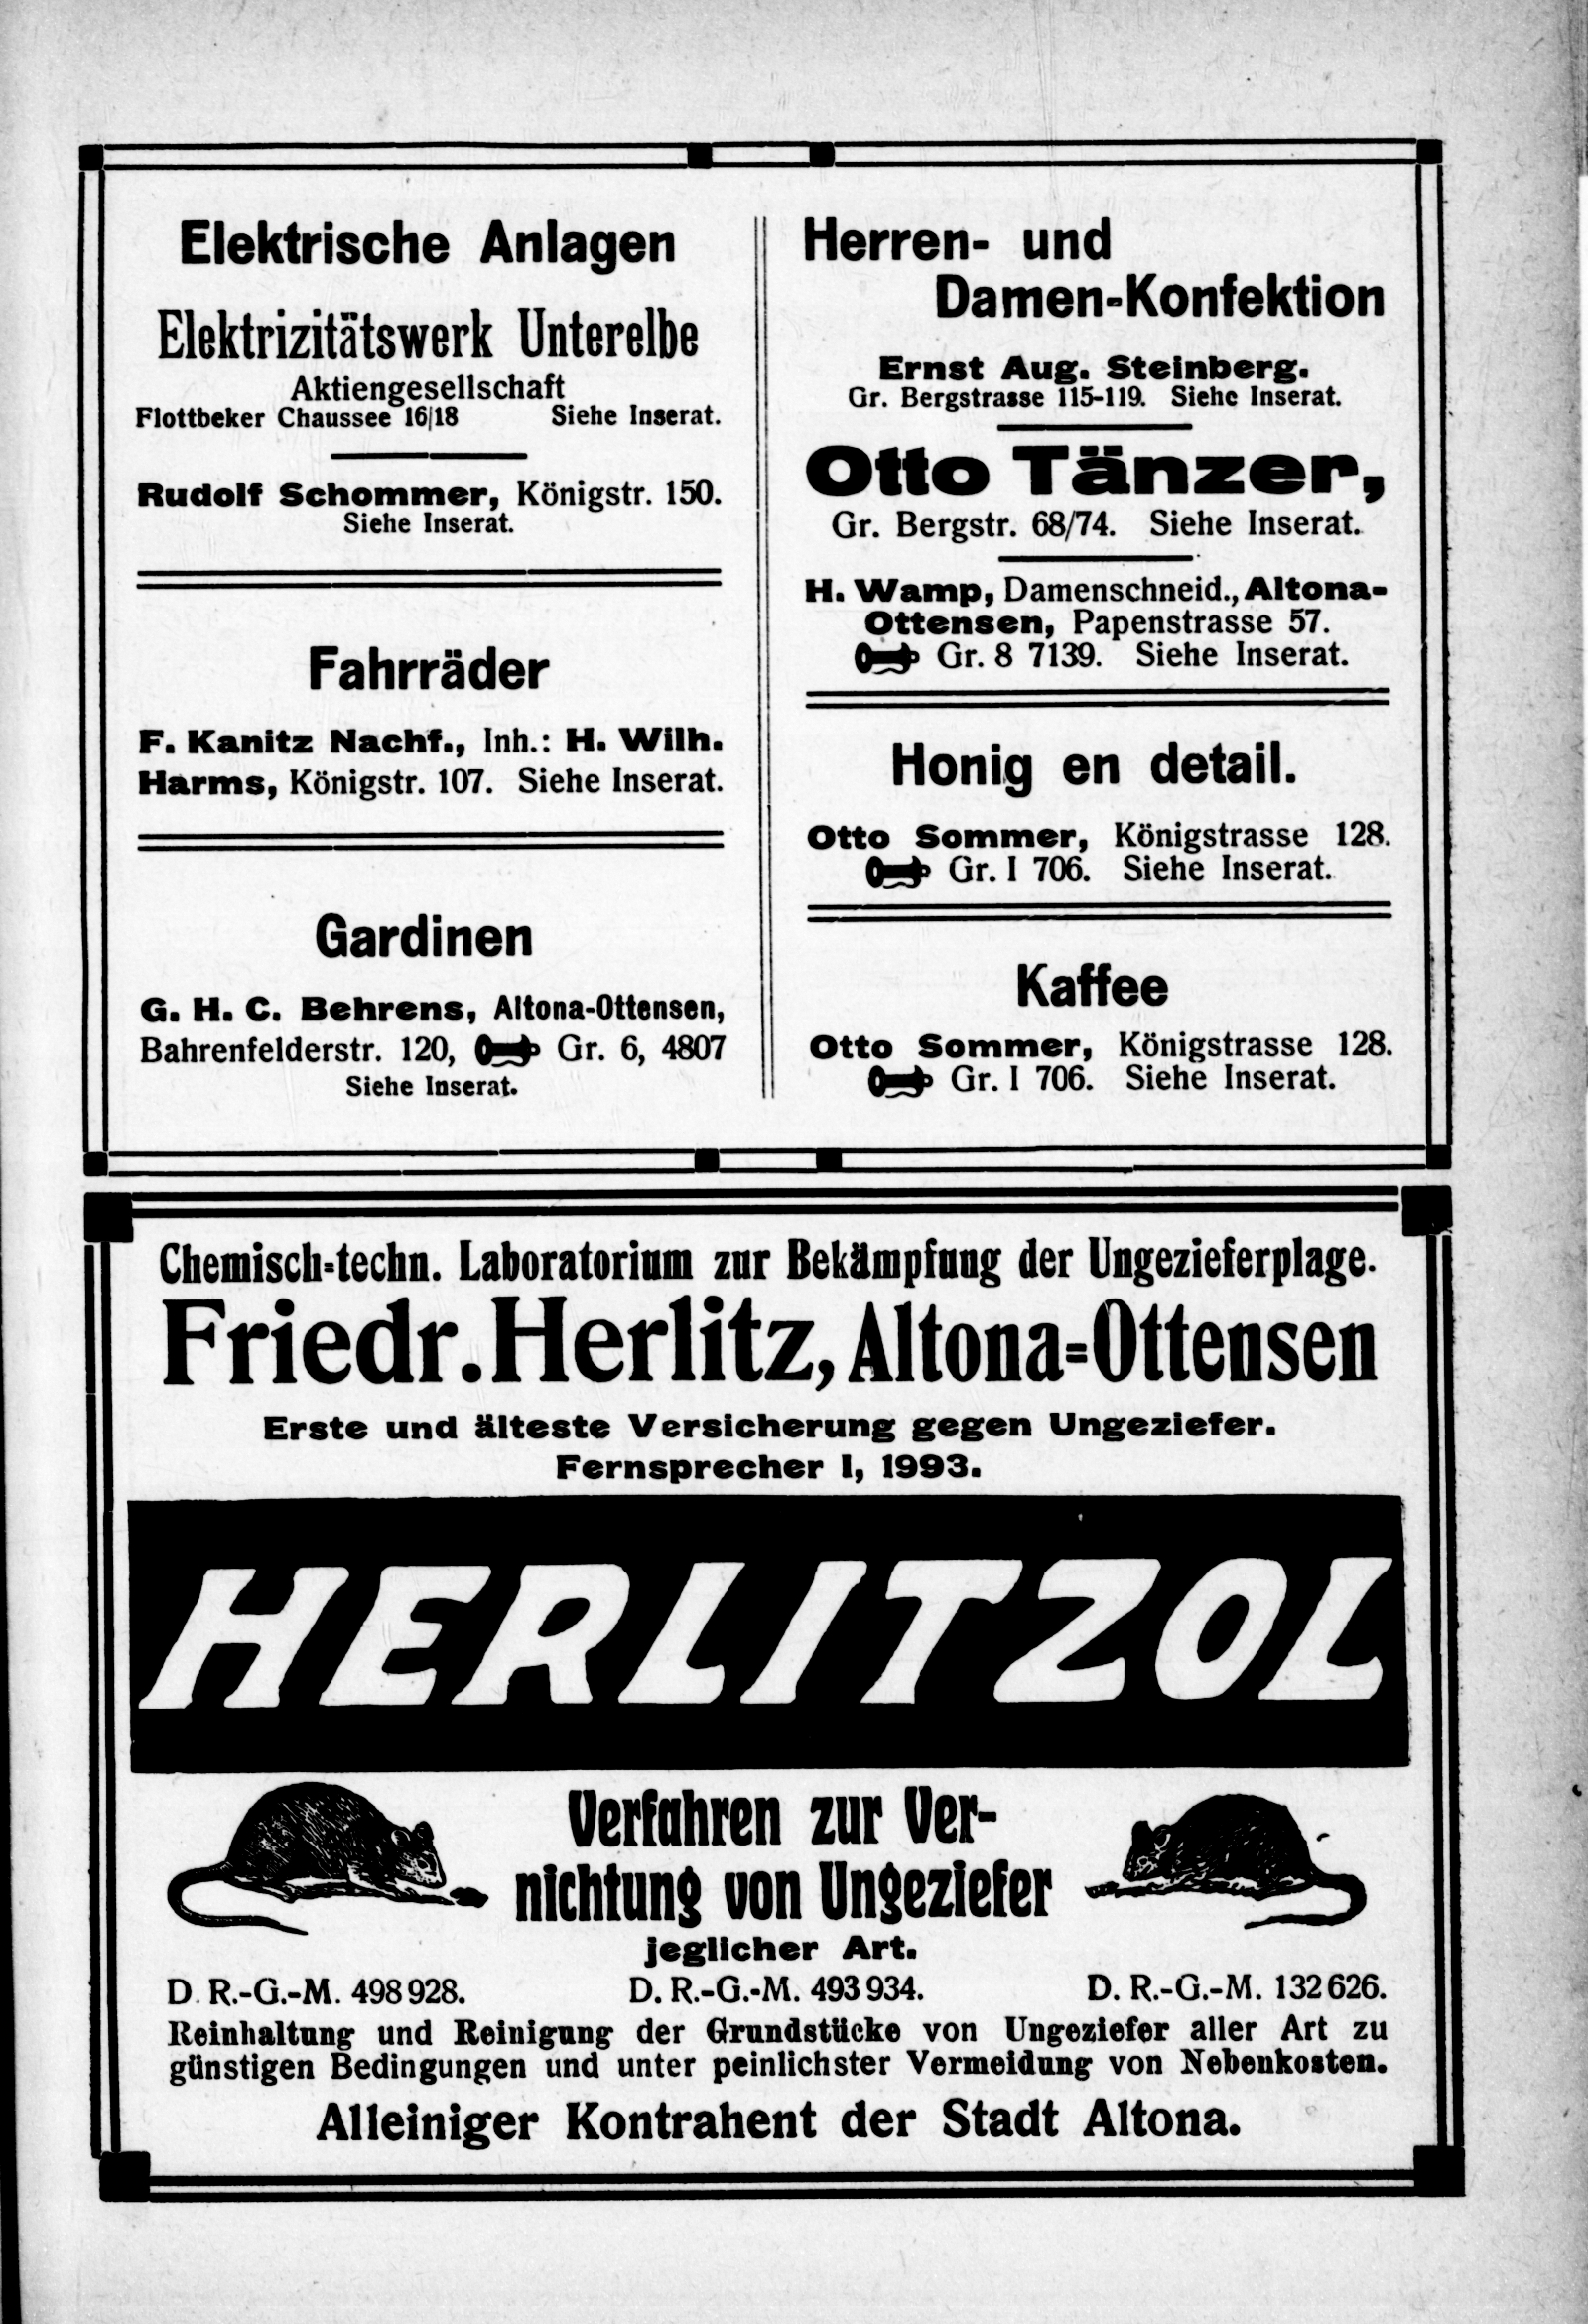 Elektrische Anlagen
Elektrizitätswerk Unterelbe
Aktiengesellschaft
Flottbeker Chaussee 16/18 Siehe Inserat.
Rudolf Schommer, Königstr. 150.
Siehe Inserat.
Fahrräder
F. Kanitz Nachf., Inh.: H. Wilh.
Harms, Königstr. 107. Siehe Inserat.
Gardinen
G. H. C. Behrens, Altona-Ottensen,
Bahrenfelderstr. 120, Gr. 6, 4807
Siehe Inserat.
Herren- und
Damen-Konfektion
Ernst Aug. Steinberg.
Gr. Bergstrasse 115-119. Siehe Inserat.
Otto Tänzer,
Gr. Bergstr. 68/74. Siehe Inserat.
H. Wamp, Damenschneid., Altona-
Ottensen, Papenstrasse 57.
Gr. 8 7139. Siehe Inserat.
Honig en detail.
Otto Sommer, Königstrasse 128.
Gr. I 706. Siehe Inserat.
Kaffee
Otto Sommer, Königstrasse 128.
Gr. I 706. Siehe Inserat.
Chemisch-techn. Laboratorium zur Bekämpfung der Ungezieferplage.
Friedr. Herlitz, Altona-Ottensen
Erste und älteste Versicherung gegen Ungeziefer.
Fernsprecher I, 1993.
HERLITZOL
Verfahren zur Ver-
nichtung von Ungeziefer
jeglicher Art.
D. R.-G.-M. 498 928. D. R.-G.-M. 493 934. D. R.-G.-M. 132 626.
Reinhaltung und Reinigung der Grundstücke von Ungeziefer aller Art zu
günstigen Bedingungen und unter peinlichster Vermeidung von Nebenkosten.
Alleiniger Kontrahent der Stadt Altona.